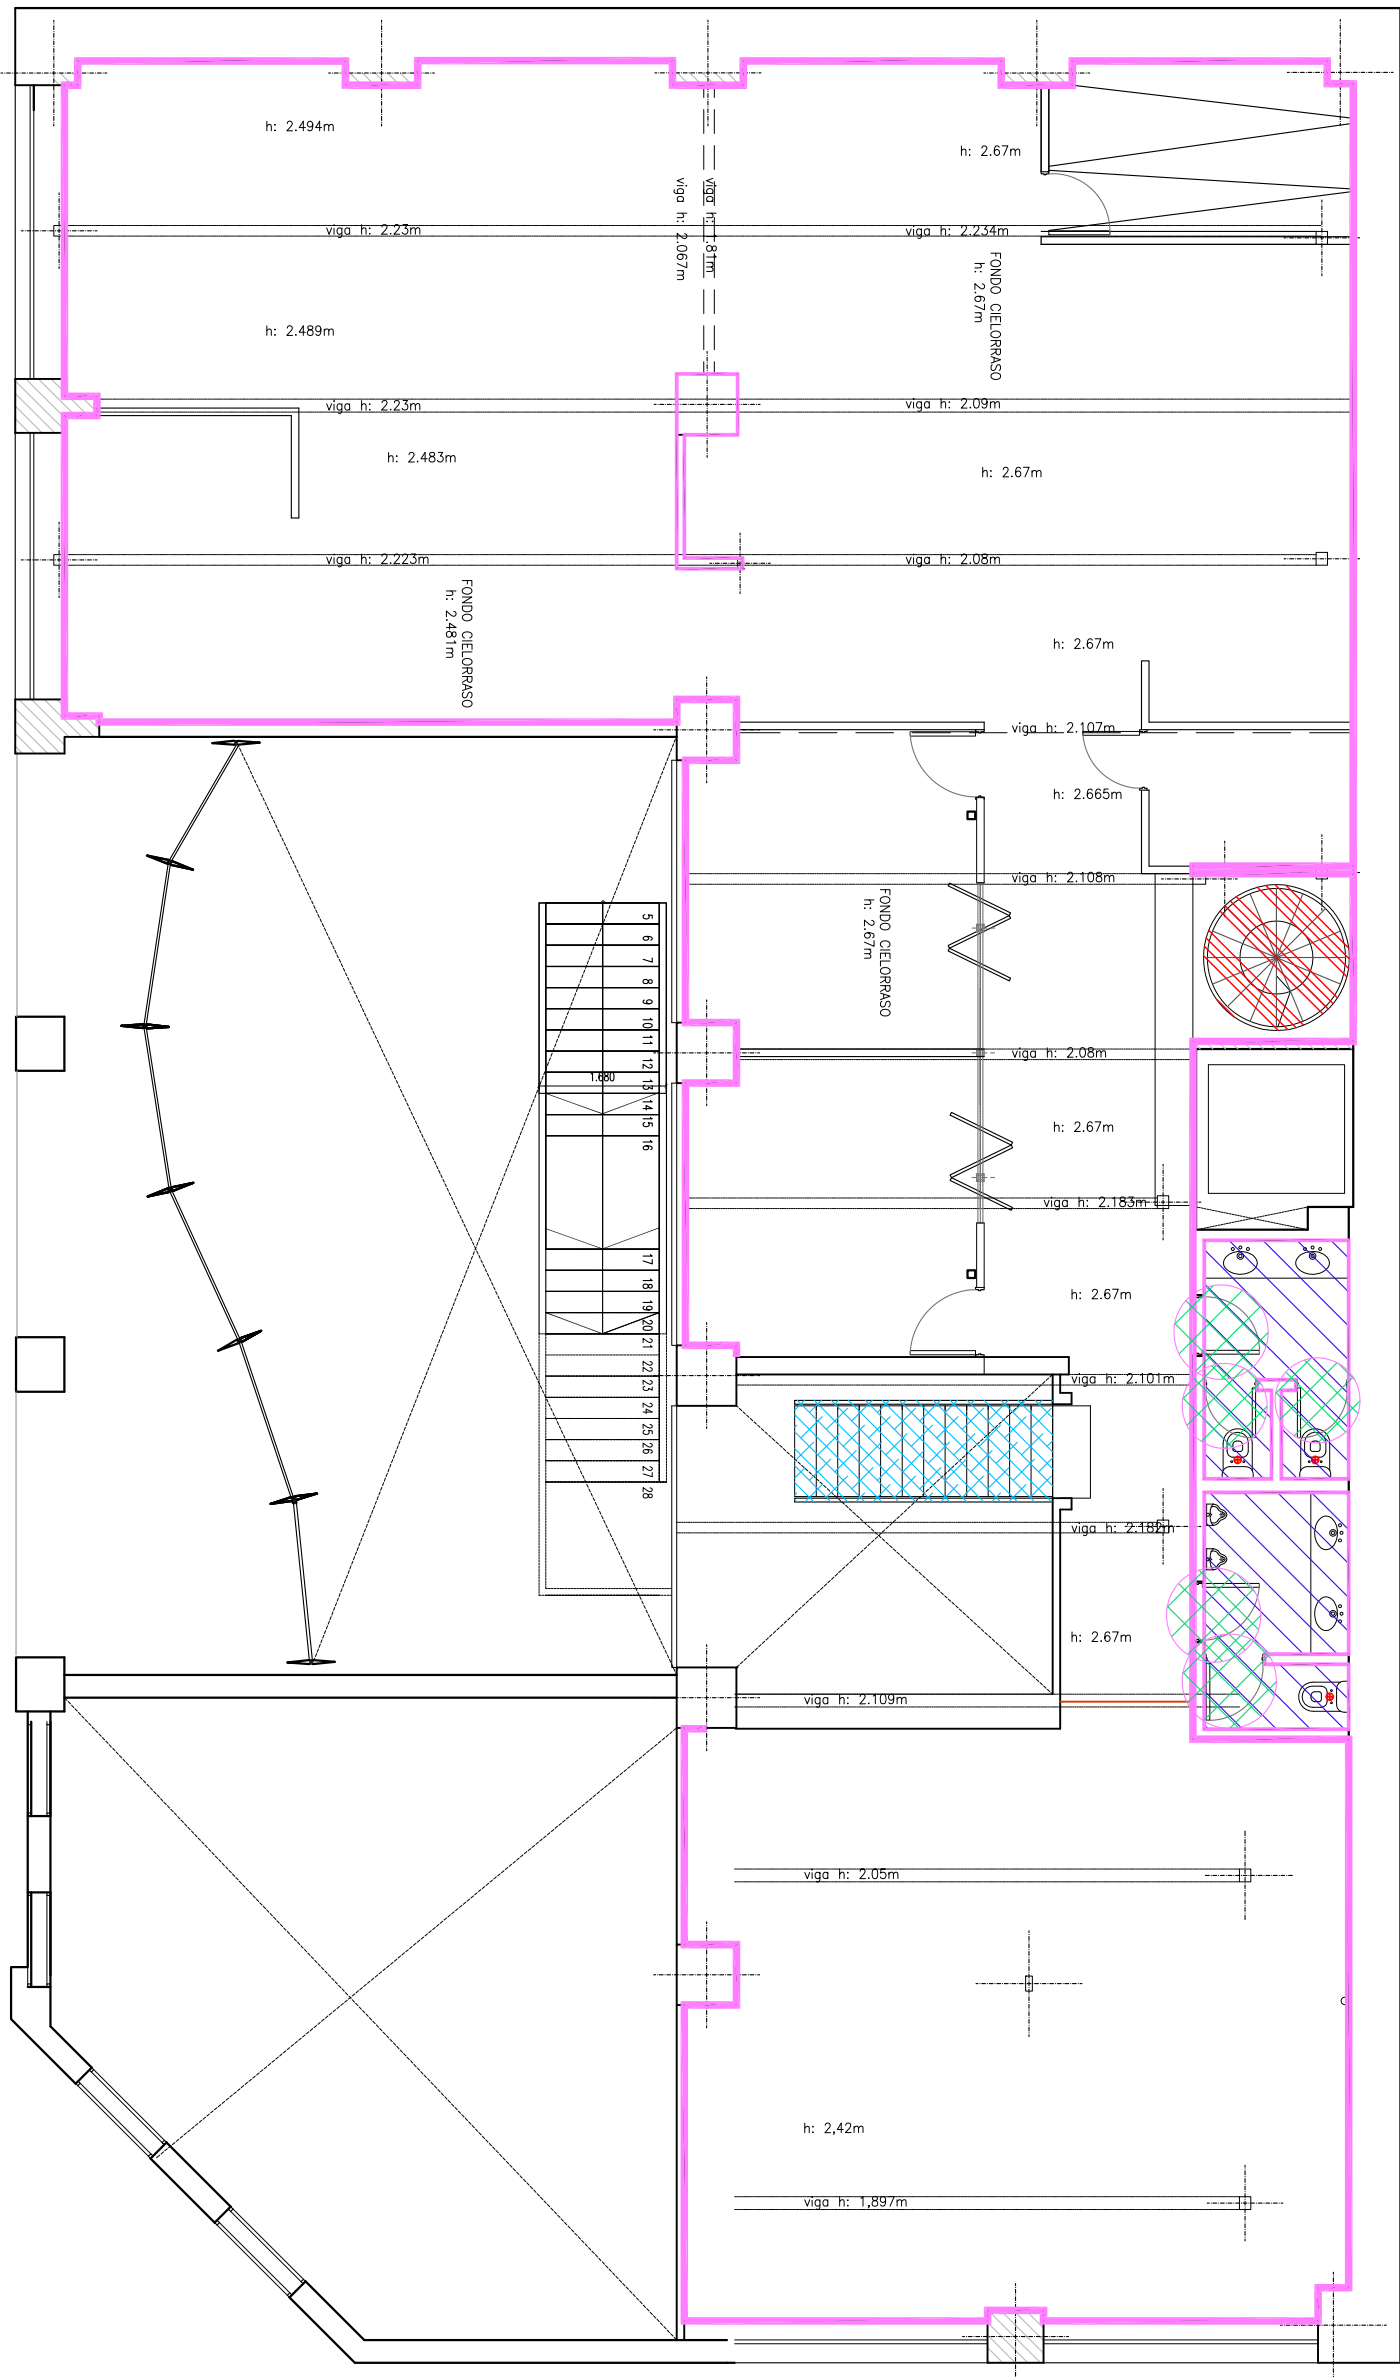 h: 2.494m
h: 2.67m
viga h: 2.067m
viga h: 1.81m
viga h: 2.23m
viga h: 2.234m
FONDO CIELORRASO
h: 2.67m
h: 2.489m
viga h: 2.23m
viga h: 2.09m
h: 2.483m
h: 2.67m
viga h: 2.223m
viga h: 2.08m
FONDO CIELORRASO
h: 2.481m
h: 2.67m
viga h: 2.107m
h: 2.665m
viga h: 2.108m
FONDO CIELORRASO
h: 2.67m
5
6
7
8
9
10
11
12
13
14
15
16
17
18
19
20
21
22
23
24
25
26
27
28
1.680
viga h: 2.08m
h: 2.67m
viga h: 2.183m
h: 2.67m
viga h: 2.101m
viga h: 2.182m
h: 2.67m
viga h: 2.109m
viga h: 2.05m
h: 2,42m
viga h: 1,897m